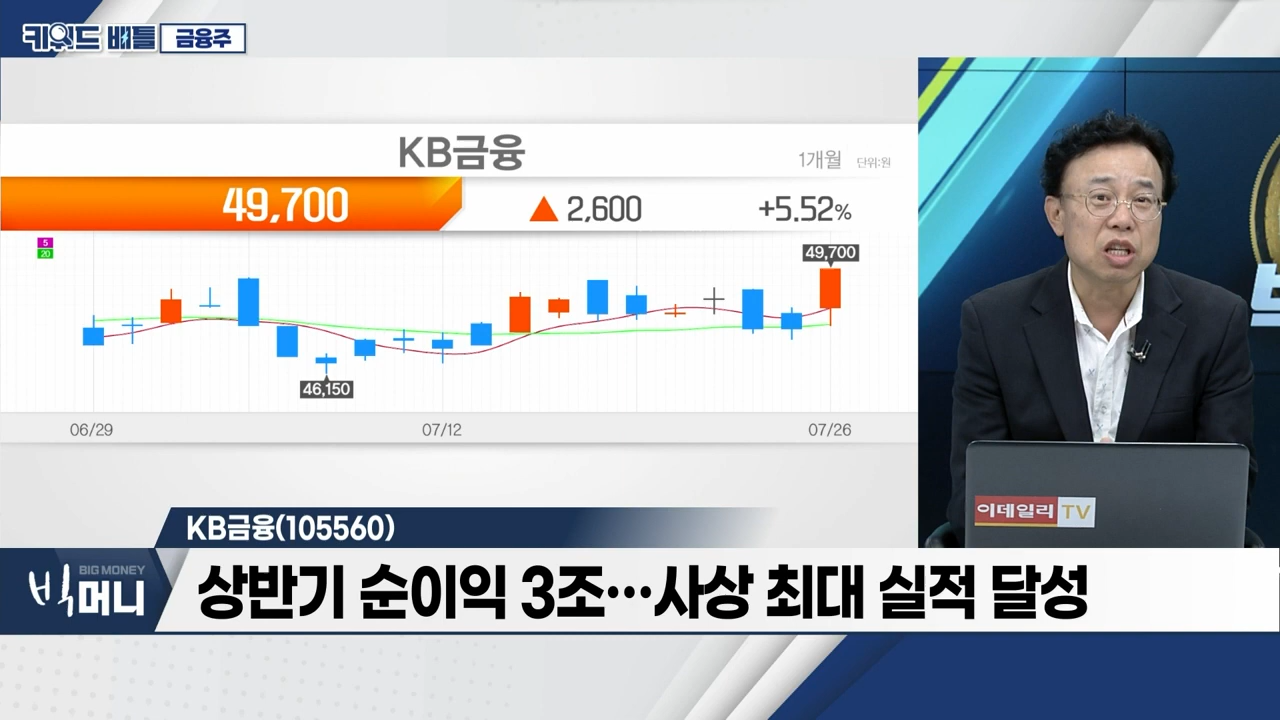 키워드 배틀 금융주
KB금융
1개월 단위:원
49,700 ▲ 2,600 +5.52%
5
20
49,700
46,150
06/29 07/12 07/26
이데일리 TV
KB금융(105560)
BIG MONEY
빅머니
상반기 순이익 3조…사상 최대 실적 달성